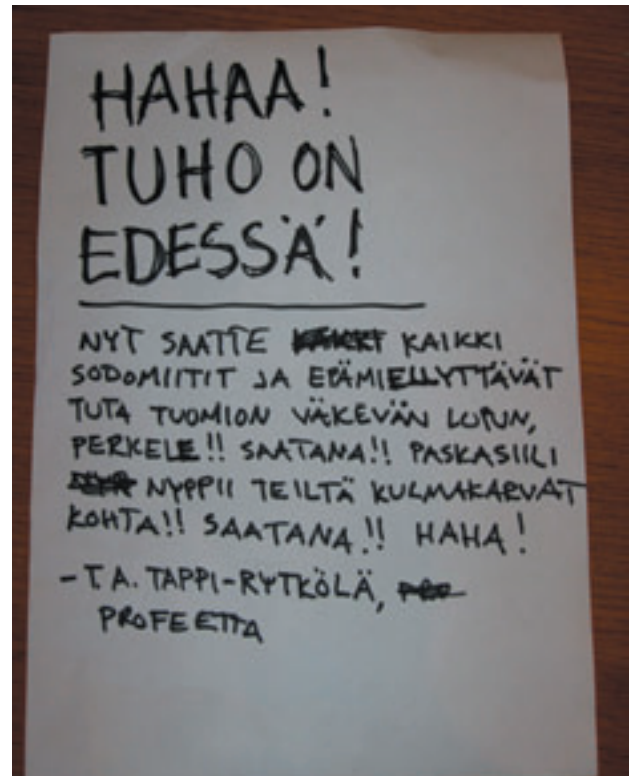 HAHAA!
TUHO ON
EDESSÄ!
NYT SAATTE KAIKKI
SODOMIITIT JA EPÄMIELLYTTÄVÄT
TUTA TUOMION VÄKEVÄN LOPUN,
PERKELE!! SAATANA!! PASKASIILI
NYPPII TEILTÄ KULMAKARVAT
KOHTA!! SAATANA!! HAHA!
- T.A. TAPPI-RYTKÖLÄ,
PROFEETTA